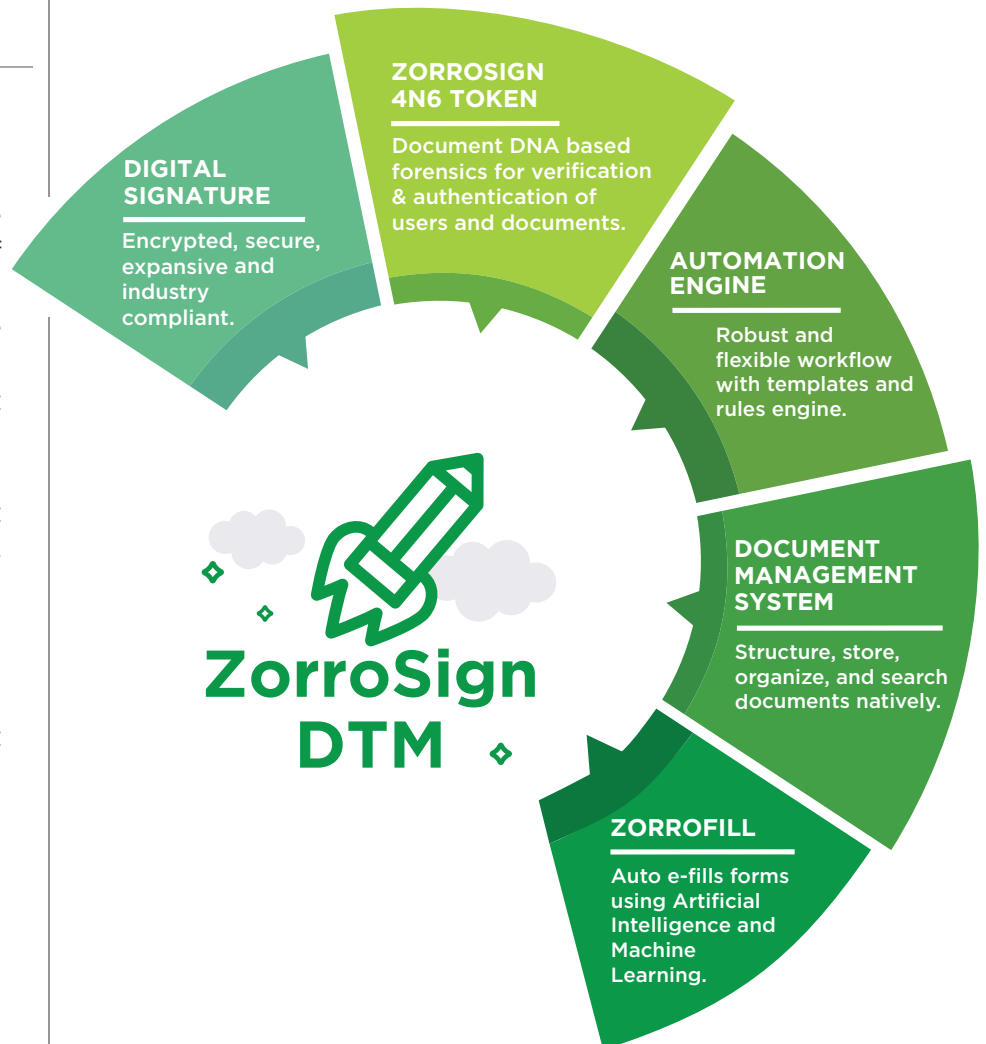 DIGITAL
SIGNATURE
Encrypted, secure,
expansive and
industry
compliant.
ZORROSIGN
4N6 TOKEN
Document DNA based
forensics for verification
& authentication of
users and documents.
AUTOMATION
ENGINE
Robust and
flexible workflow
with templates and
rules engine.
DOCUMENT
MANAGEMENT
SYSTEM
Structure, store,
organize, and search
documents natively.
ZORROFILL
Auto e-fills forms
using Artificial
Intelligence and
Machine
Learning.
ZorroSign
DTM